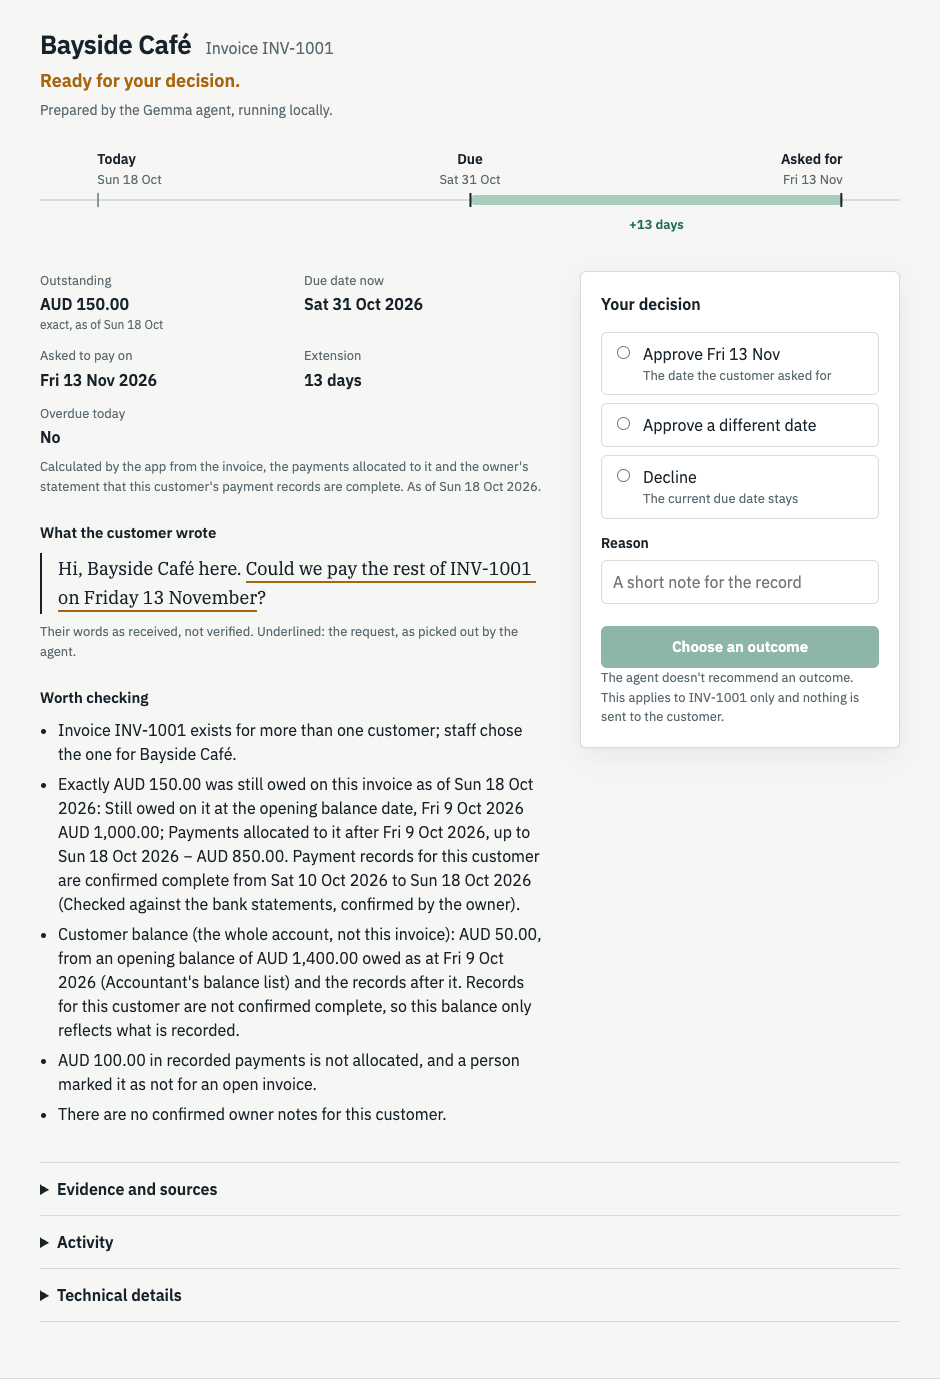 Bayside Café Invoice INV-1001
Ready for your decision.
Prepared by the Gemma agent, running locally.
Today
Sun 18 Oct
Due
Sat 31 Oct
Asked for
Fri 13 Nov
+13 days
Outstanding
AUD 150.00
exact, as of Sun 18 Oct
Due date now
Sat 31 Oct 2026
Asked to pay on
Fri 13 Nov 2026
Extension
13 days
Overdue today
No
Calculated by the app from the invoice, the payments allocated to it and the owner's
statement that this customer's payment records are complete. As of Sun 18 Oct 2026.
What the customer wrote
Hi, Bayside Café here. Could we pay the rest of INV-1001
on Friday 13 November?
Their words as received, not verified. Underlined: the request, as picked out by the
agent.
Worth checking
• Invoice INV-1001 exists for more than one customer; staff chose
the one for Bayside Café.
• Exactly AUD 150.00 was still owed on this invoice as of Sun 18 Oct
2026: Still owed on it at the opening balance date, Fri 9 Oct 2026
AUD 1,000.00; Payments allocated to it after Fri 9 Oct 2026, up to
Sun 18 Oct 2026 – AUD 850.00. Payment records for this customer
are confirmed complete from Sat 10 Oct 2026 to Sun 18 Oct 2026
(Checked against the bank statements, confirmed by the owner).
• Customer balance (the whole account, not this invoice): AUD 50.00,
from an opening balance of AUD 1,400.00 owed as at Fri 9 Oct
2026 (Accountant's balance list) and the records after it. Records
for this customer are not confirmed complete, so this balance only
reflects what is recorded.
• AUD 100.00 in recorded payments is not allocated, and a person
marked it as not for an open invoice.
• There are no confirmed owner notes for this customer.
Your decision
Approve Fri 13 Nov
The date the customer asked for
Approve a different date
Decline
The current due date stays
Reason
A short note for the record
Choose an outcome
The agent doesn't recommend an outcome.
This applies to INV-1001 only and nothing is
sent to the customer.
Evidence and sources
Activity
Technical details